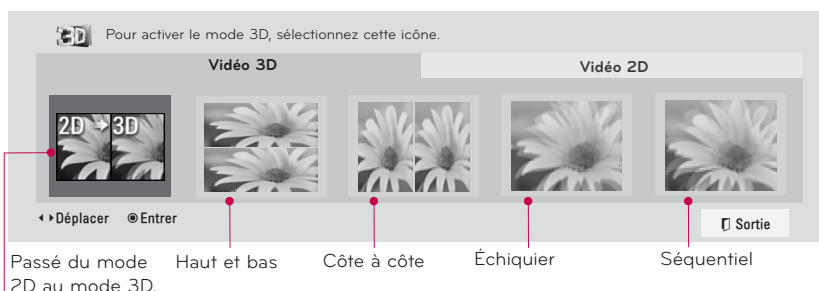 3D Pour activer le mode 3D, sélectionnez cette icône.
Vidéo 3D Vidéo 2D
2D → 3D
Déplacer Entrer
Sortie
Passé du mode
2D au mode 3D.
Haut et bas
Côte à côte
Échiquier
Séquentiel